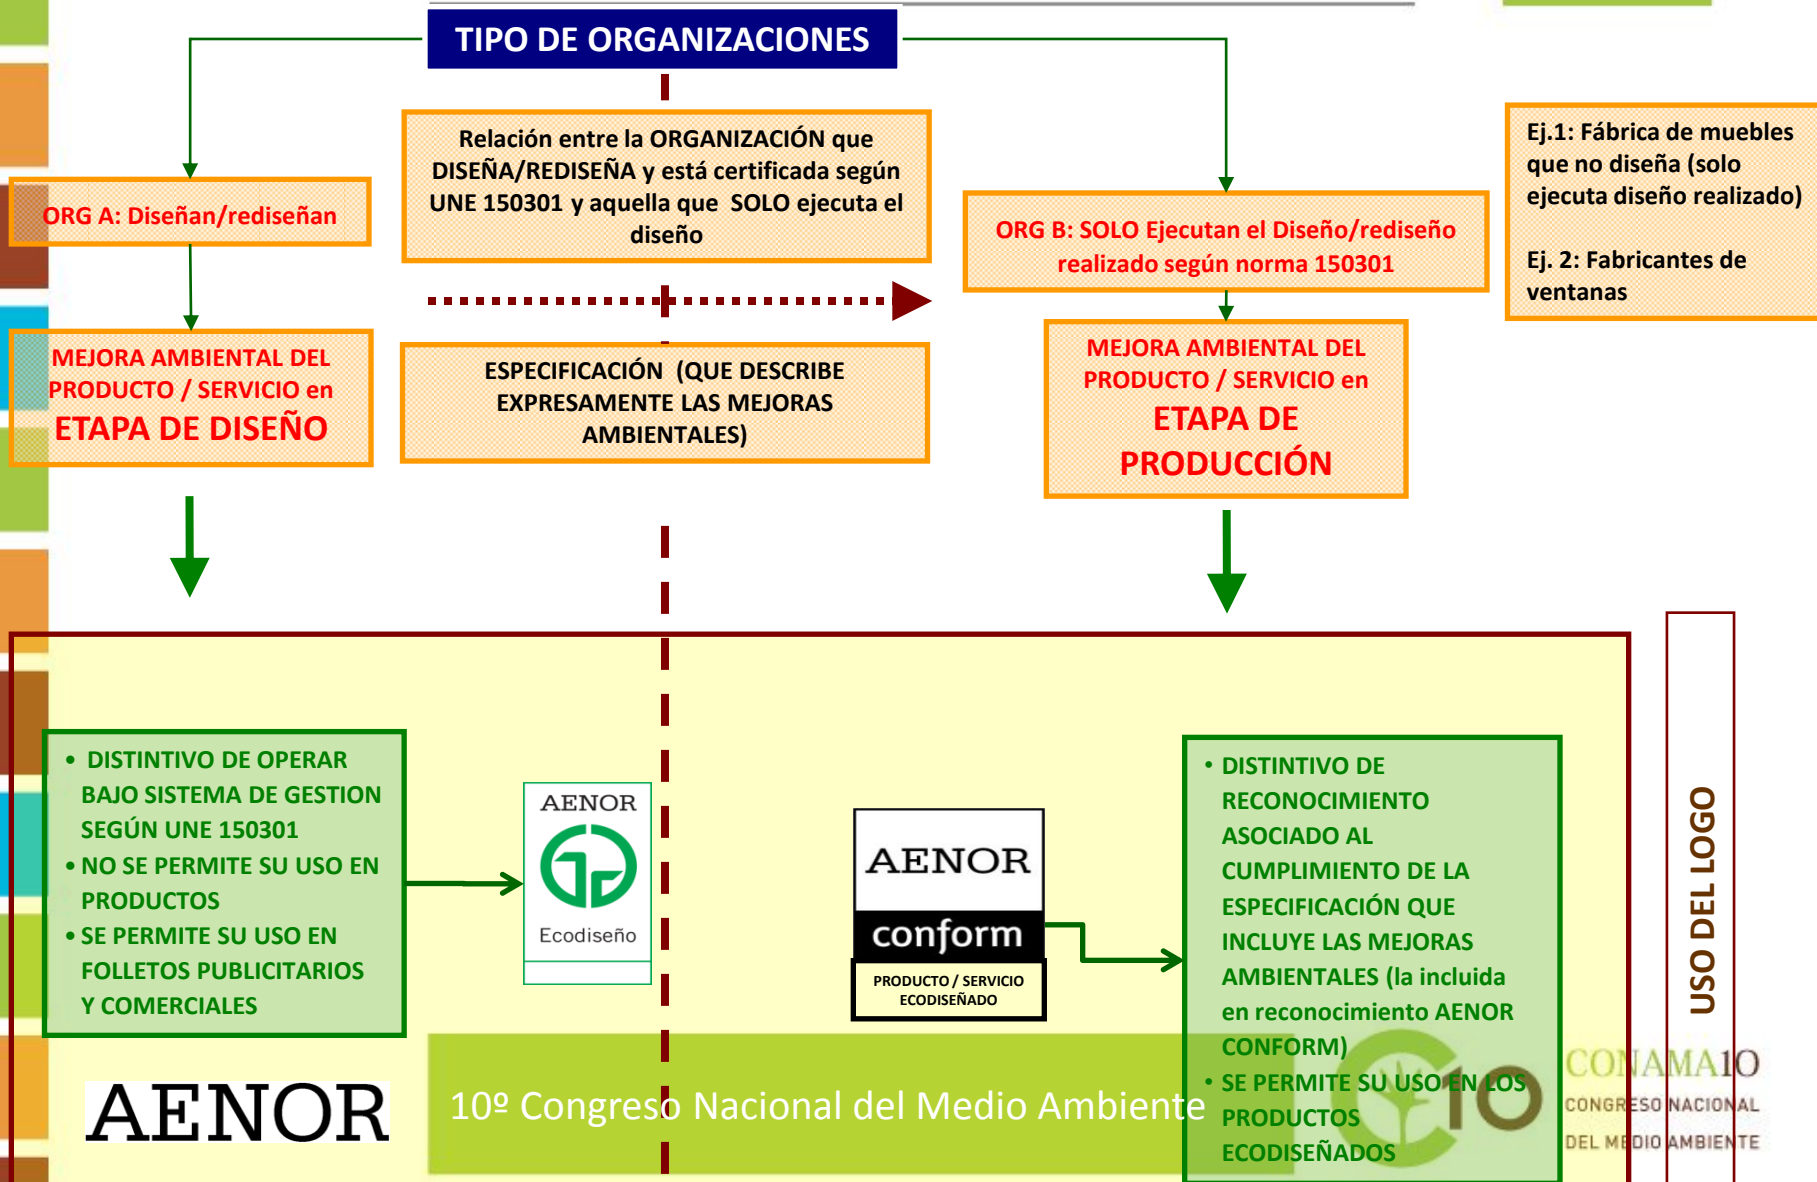 TIPO DE ORGANIZACIONES
Relación entre la ORGANIZACIÓN que
DISEÑA/REDISEÑA y está certificada según
UNE 150301 y aquella que SOLO ejecuta el
diseño
Ej.1: Fábrica de muebles
que no diseña (solo
ejecuta diseño realizado)
Ej. 2: Fabricantes de
ventanas
ORG A: Diseñan/rediseñan
ORG B: SOLO Ejecutan el Diseño/rediseño
realizado según norma 150301
MEJORA AMBIENTAL DEL
PRODUCTO / SERVICIO en
ETAPA DE DISEÑO
ESPECIFICACIÓN (QUE DESCRIBE
EXPRESAMENTE LAS MEJORAS
AMBIENTALES)
MEJORA AMBIENTAL DEL
PRODUCTO / SERVICIO en
ETAPA DE
PRODUCCIÓN
• DISTINTIVO DE OPERAR
BAJO SISTEMA DE GESTION
SEGÚN UNE 150301
• NO SE PERMITE SU USO EN
PRODUCTOS
• SE PERMITE SU USO EN
FOLLETOS PUBLICITARIOS
Y COMERCIALES
AENOR
Ecodiseño
AENOR
conform
PRODUCTO / SERVICIO
ECODISEÑADO
• DISTINTIVO DE
RECONOCIMIENTO
ASOCIADO AL
CUMPLIMIENTO DE LA
ESPECIFICACIÓN QUE
INCLUYE LAS MEJORAS
AMBIENTALES (la incluida
en reconocimiento AENOR
CONFORM)
• SE PERMITE SU USO EN LOS
PRODUCTOS
ECODISEÑADOS
USO DEL LOGO
AENOR
10º Congreso Nacional del Medio Ambiente
10
CONAMA10
CONGRESO NACIONAL
DEL MEDIO AMBIENTE